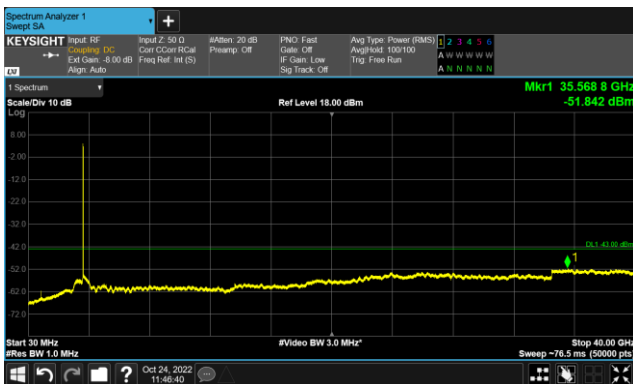 Spectrum Analyzer 1
Swept SA
KEYSIGHT
Input: RF
Coupling: DC
Ext Gain: -8.00 dB
Align: Auto
Input Z: 50 Ω
Corr CCorr RCal
Freq Ref: Int (S)
#Atten: 20 dB
Preamp: Off
PNO: Fast
Gate: Off
IF Gain: Low
Sig Track: Off
Avg Type: Power (RMS)
Avg|Hold: 100/100
Trig: Free Run
1 2 3 4 5 6
A W W W W W
A N N N N N
LXI
1 Spectrum
Scale/Div 10 dB
Log
Ref Level 18.00 dBm
Mkr1 35.568 8 GHz
-51.842 dBm
8.00
-2.00
-12.0
-22.0
-32.0
-42.0
-52.0
-62.0
-72.0
DL1 -43.00 dBm
1
Start 30 MHz
#Res BW 1.0 MHz
#Video BW 3.0 MHz*
Stop 40.00 GHz
Sweep ~76.5 ms (50000 pts)
?
Oct 24, 2022
11:46:40